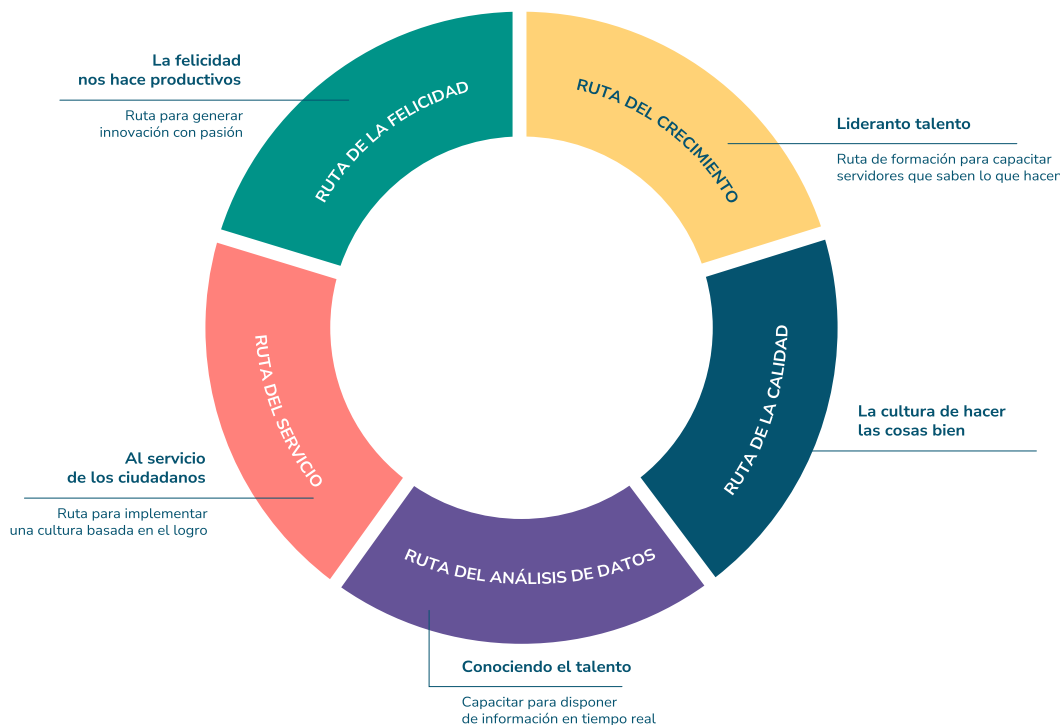 La felicidad
nos hace productivos
Ruta para generar
innovación con pasión
RUTA DE LA FELICIDAD
RUTA DEL CRECIMIENTO
Lideranto talento
Ruta de formación para capacitar
servidores que saben lo que hacen
RUTA DE LA CALIDAD
La cultura de hacer
las cosas bien
RUTA DEL SERVICIO
Al servicio
de los ciudadanos
Ruta para implementar
una cultura basada en el logro
RUTA DEL ANÁLISIS DE DATOS
Conociendo el talento
Capacitar para disponer
de información en tiempo real